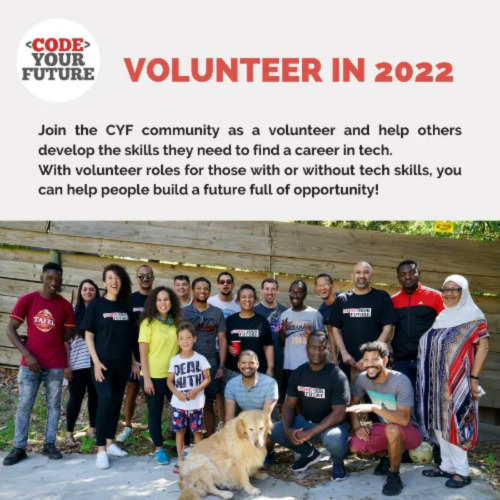 <CODE>
YOUR
FUTURE
VOLUNTEER IN 2022
Join the CYF community as a volunteer and help others
develop the skills they need to find a career in tech.
With volunteer roles for those with or without tech skills, you
can help people build a future full of opportunity!
DEAL
WITH